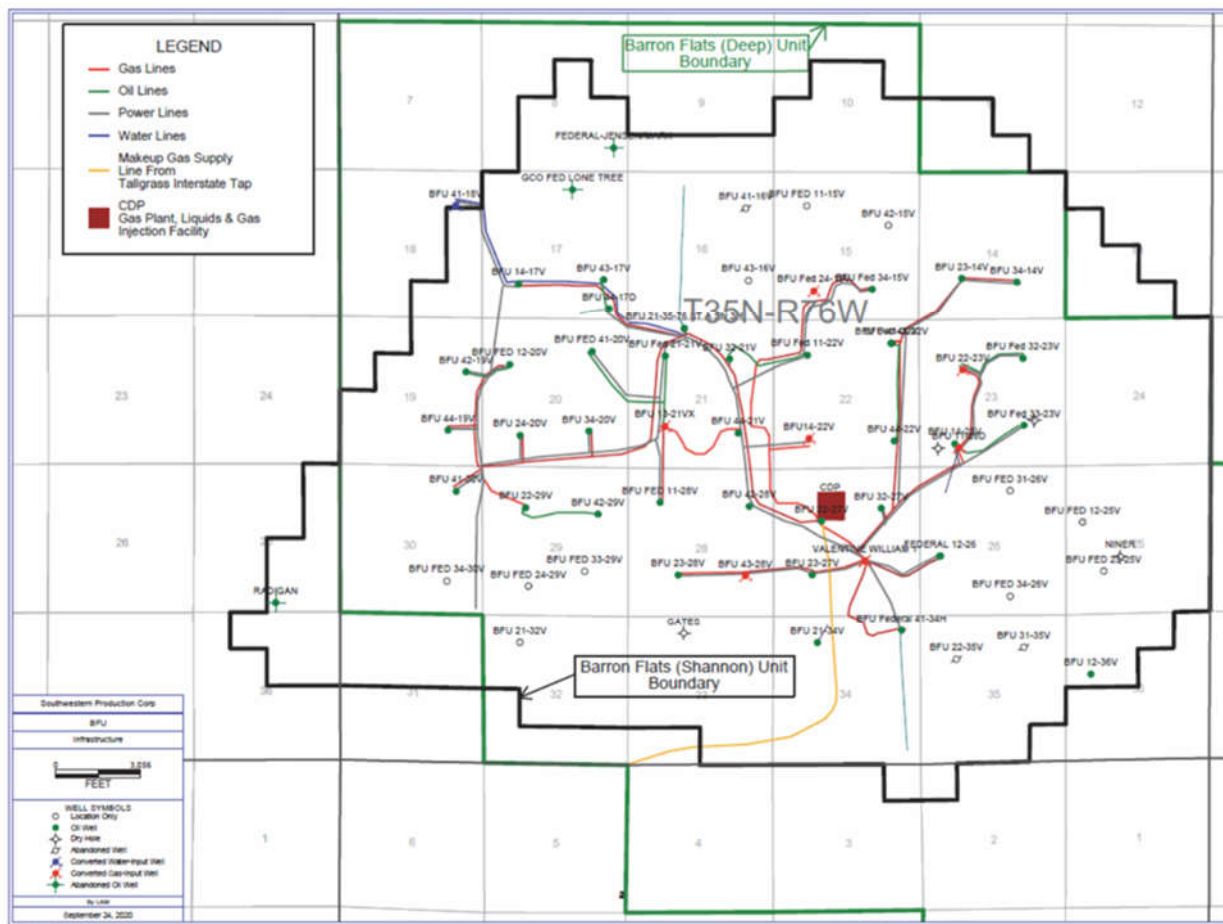 LEGEND
Gas Lines
Oil Lines
Power Lines
Water Lines
Makeup Gas Supply
Line From
Tallgrass Interstate Tap
CDP
Gas Plant, Liquids & Gas
Injection Facility
Barron Flats (Deep) Unit
Boundary
7
8
9
10
12
GCO FED LONE TREE
BFU 41-18V
BFU 41-16V
BFU FED 11-15V
BFU 42-15V
18
17
16
15
14
BFU 14-17V
BFU 43-17V
BFU 43-16V
BFU Fed 34-15V
BFU 23-14V
BFU 34-14V
T35N-R76W
BFU FED 41-20V
BFU Fed 11-22V
BFU Fed 32-23V
BFU 42-19V
BFU FED 12-20V
BFU 22-23V
23
24
19
20
21
22
23
24
BFU 44-19V
BFU 24-20V
BFU 34-20V
BFU 13-21VX
BFU 44-21V
BFU14-22V
BFU 44-22V
BFU Fed 33-23V
BFU 22-29V
BFU 42-29V
BFU FED 11-28V
CDP
BFU 32-27V
BFU FED 31-26V
BFU FED 12-25V
26
30
28
26
25
BFU FED 34-30V
BFU FED 24-29V
BFU FED 33-29V
BFU 23-28V
BFU 43-28V
BFU 23-27V
VALENTINE WILLIAM 1
FEDERAL 12-26
NINER
BFU FED 34-26V
RADIGAN
BFU 21-32V
GATES
BFU 21-34V
BFU Federal 41-34H
BFU 22-35V
BFU 31-35V
BFU 12-36V
Barron Flats (Shannon) Unit
Boundary
31
32
34
35
Southwestern Production Corp
BFU
Infrastructure
FEET
WELL SYMBOLS
Location Only
Oil Well
Dry Hole
Abandoned Well
Converted Water-Input Well
Converted Gas-Input Well
Abandoned Oil Well
September 24, 2020
1
6
5
3
2
1